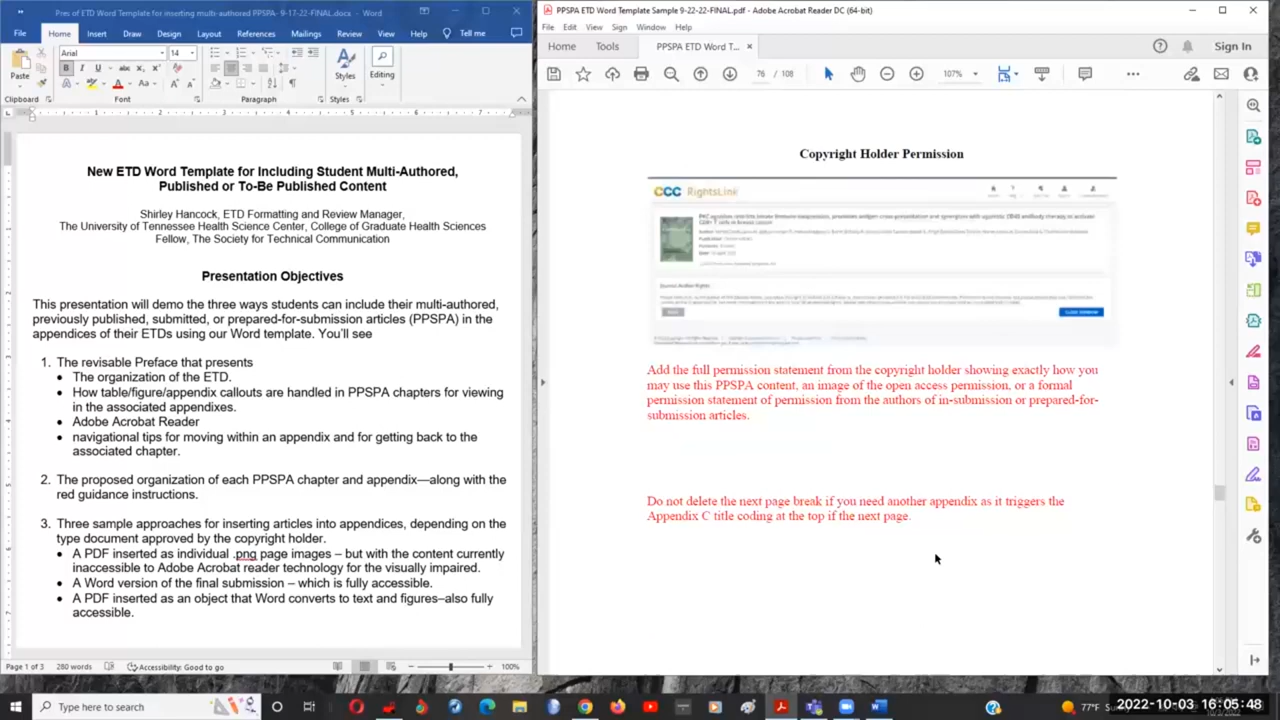 Pres of ETD Word Template for inserting multi-authored PPSPA- 9-17-22-FINAL.docx - Word
File Home Insert Draw Design Layout References Mailings Review View Help Tell me
Arial 14
Paste
B I U abc x₂ x²
Styles
Editing
Clipboard Font Paragraph Styles
New ETD Word Template for Including Student Multi-Authored,
Published or To-Be Published Content
Shirley Hancock, ETD Formatting and Review Manager,
The University of Tennessee Health Science Center, College of Graduate Health Sciences
Fellow, The Society for Technical Communication
Presentation Objectives
This presentation will demo the three ways students can include their multi-authored,
previously published, submitted, or prepared-for-submission articles (PPSPA) in the
appendices of their ETDs using our Word template. You'll see
1. The revisable Preface that presents
• The organization of the ETD.
• How table/figure/appendix callouts are handled in PPSPA chapters for viewing
in the associated appendixes.
• Adobe Acrobat Reader
• navigational tips for moving within an appendix and for getting back to the
associated chapter.
2. The proposed organization of each PPSPA chapter and appendix—along with the
red guidance instructions.
3. Three sample approaches for inserting articles into appendices, depending on the
type document approved by the copyright holder.
• A PDF inserted as individual .png page images – but with the content currently
inaccessible to Adobe Acrobat reader technology for the visually impaired.
• A Word version of the final submission – which is fully accessible.
• A PDF inserted as an object that Word converts to text and figures–also fully
accessible.
Page 1 of 3 280 words Accessibility: Good to go 100%
PPSPA ETD Word Template Sample 9-22-22-FINAL.pdf - Adobe Acrobat Reader DC (64-bit)
File Edit View Sign Window Help
Home Tools PPSPA ETD Word T... × Sign In
76 / 108 107%
Copyright Holder Permission
CCC RightsLink
Add the full permission statement from the copyright holder showing exactly how you
may use this PPSPA content, an image of the open access permission, or a formal
permission statement of permission from the authors of in-submission or prepared-for-
submission articles.
Do not delete the next page break if you need another appendix as it triggers the
Appendix C title coding at the top if the next page.
Type here to search
77°F
2022-10-03 16:05:48